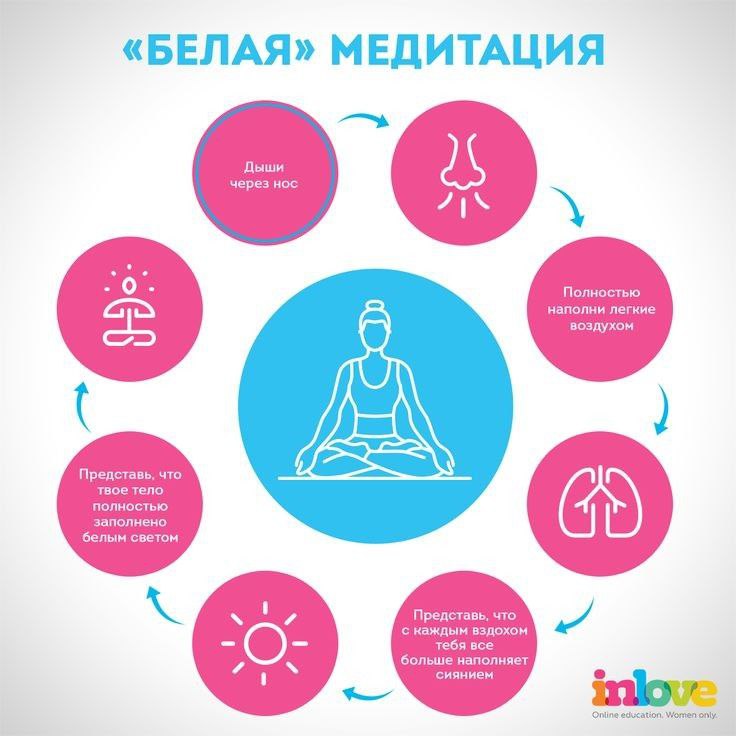 «БЕЛАЯ» МЕДИТАЦИЯ
Дыши
через нос
Полностью
наполни легкие
воздухом
Представь, что
с каждым вздохом
тебя все
больше наполняет
сиянием
Представь, что
твое тело
полностью
заполнено
белым светом
inlove
Online education. Women only.